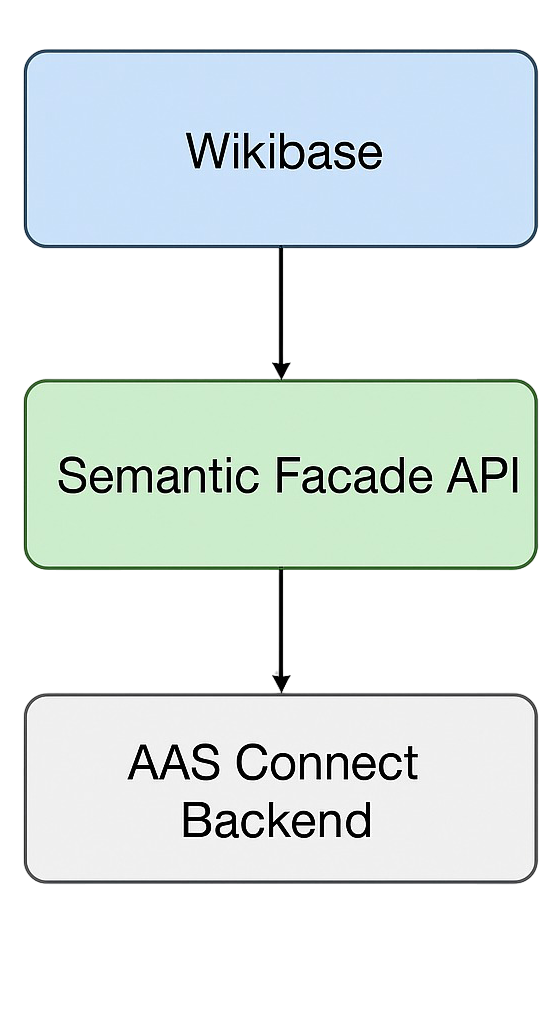 Wikibase
Semantic Facade API
AAS Connect
Backend